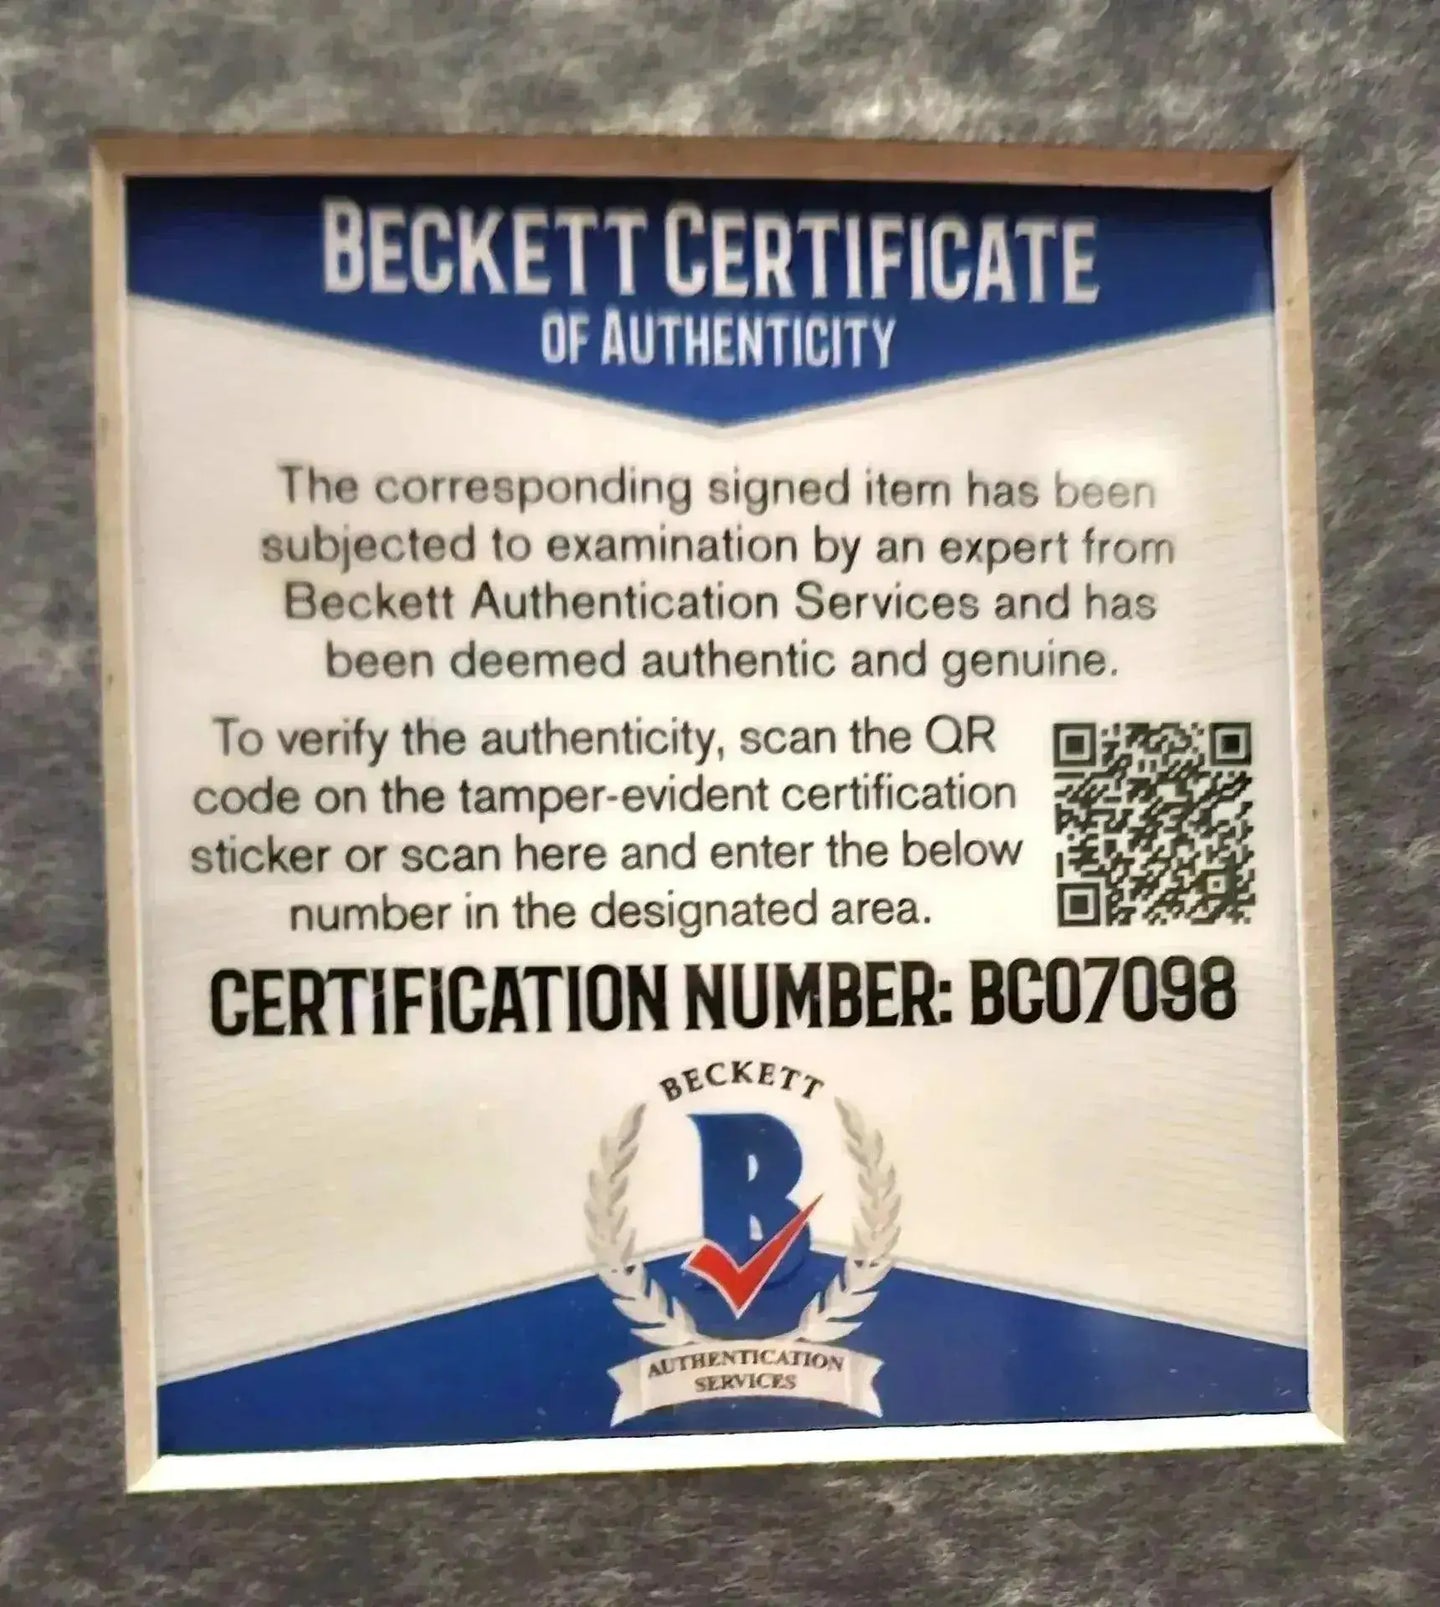 BECKETT CERTIFICATE
OF AUTHENTICITY
The corresponding signed item has been
subjected to examination by an expert from
Beckett Authentication Services and has
been deemed authentic and genuine.
To verify the authenticity, scan the QR
code on the tamper-evident certification
sticker or scan here and enter the below
number in the designated area.
CERTIFICATION NUMBER: BC07098
BECKETT
B
AUTHENTICATION
SERVICES